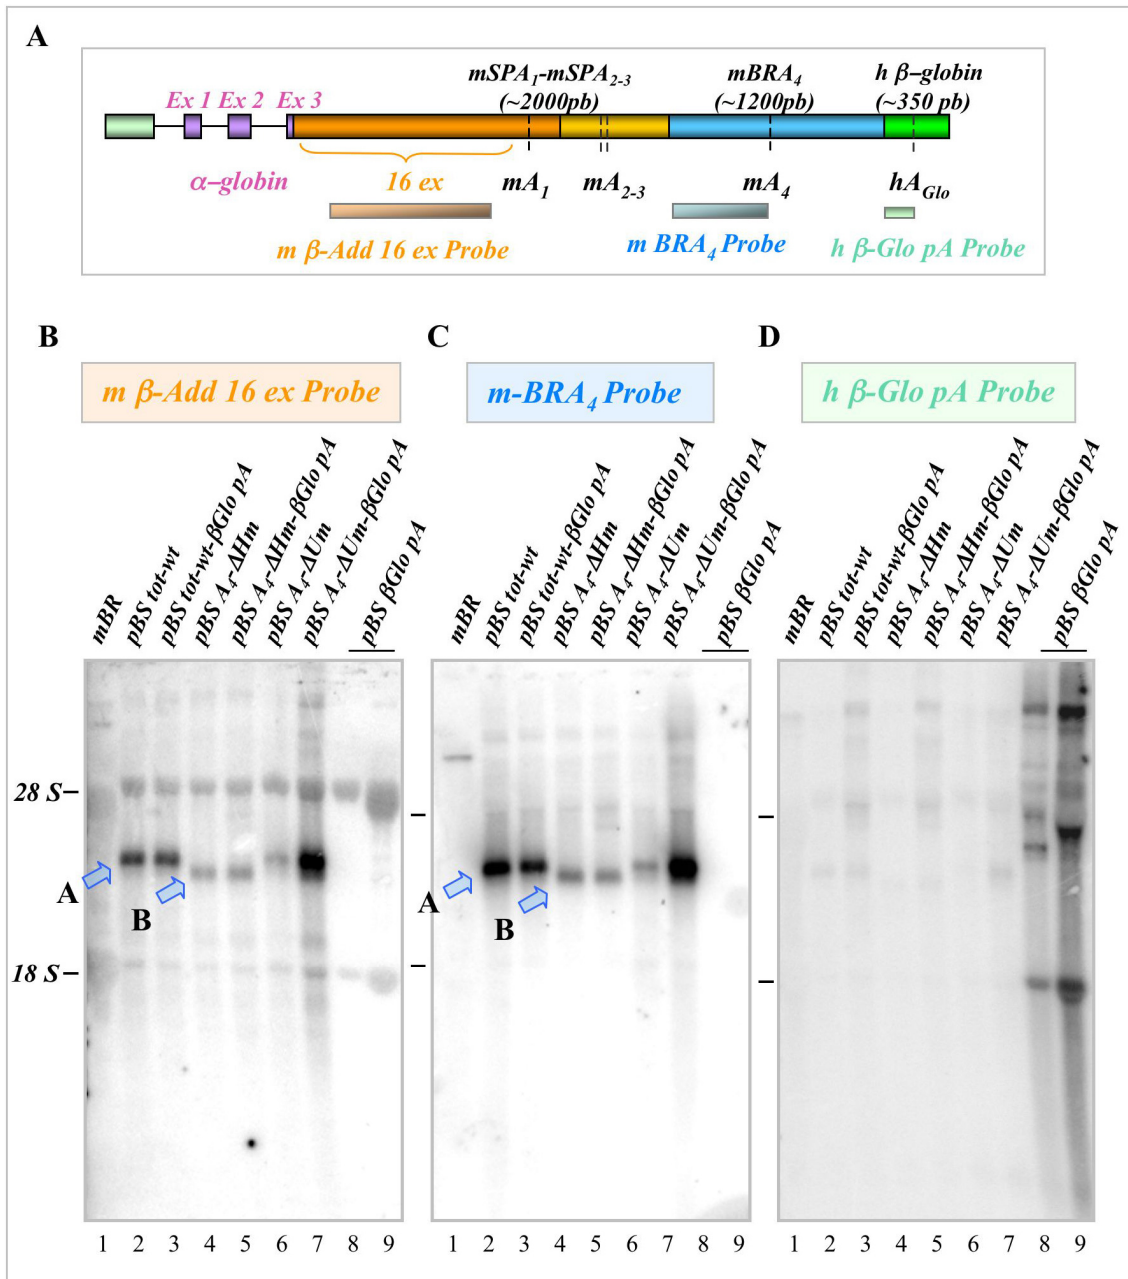 A
mSPA1-mSPA2-3 mBRA4 h β–globin
Ex 1 Ex 2 Ex 3 (~2000pb) (~1200pb) (~350 pb)
α–globin 16 ex mA1 mA2-3 mA4 hAGlo
m β-Add 16 ex Probe m BRA4 Probe h β-Glo pA Probe
B
m β-Add 16 ex Probe
mBR
pBS tot-wt
pBS tot-wt-βGlo pA
pBS A4-ΔHm
pBS A4-ΔHm-βGlo pA
pBS A4-ΔUm
pBS A4-ΔUm-βGlo pA
pBS βGlo pA
28 S
A
B
18 S
1 2 3 4 5 6 7 8 9
C
m-BRA4 Probe
mBR
pBS tot-wt
pBS tot-wt-βGlo pA
pBS A4-ΔHm
pBS A4-ΔHm-βGlo pA
pBS A4-ΔUm
pBS A4-ΔUm-βGlo pA
pBS βGlo pA
A
B
1 2 3 4 5 6 7 8 9
D
h β-Glo pA Probe
mBR
pBS tot-wt
pBS tot-wt-βGlo pA
pBS A4-ΔHm
pBS A4-ΔHm-βGlo pA
pBS A4-ΔUm
pBS A4-ΔUm-βGlo pA
pBS βGlo pA
1 2 3 4 5 6 7 8 9